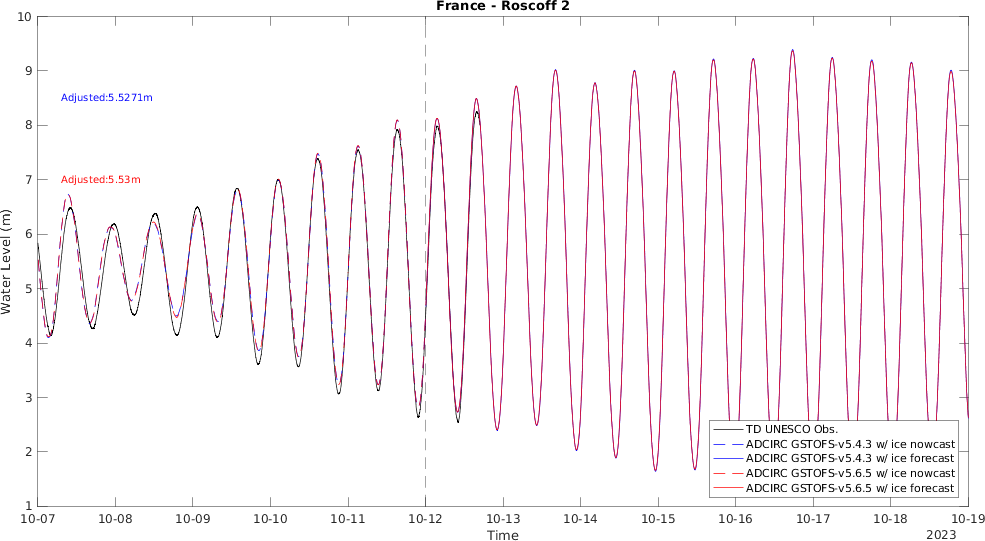 France - Roscoff 2
10
9
8
7
6
5
4
3
2
1
Water Level (m)
Adjusted:5.5271m
Adjusted:5.53m
TD UNESCO Obs.
ADCIRC GSTOFS-v5.4.3 w/ ice nowcast
ADCIRC GSTOFS-v5.4.3 w/ ice forecast
ADCIRC GSTOFS-v5.6.5 w/ ice nowcast
ADCIRC GSTOFS-v5.6.5 w/ ice forecast
10-07 10-08 10-09 10-10 10-11 10-12 10-13 10-14 10-15 10-16 10-17 10-18 10-19
Time
2023